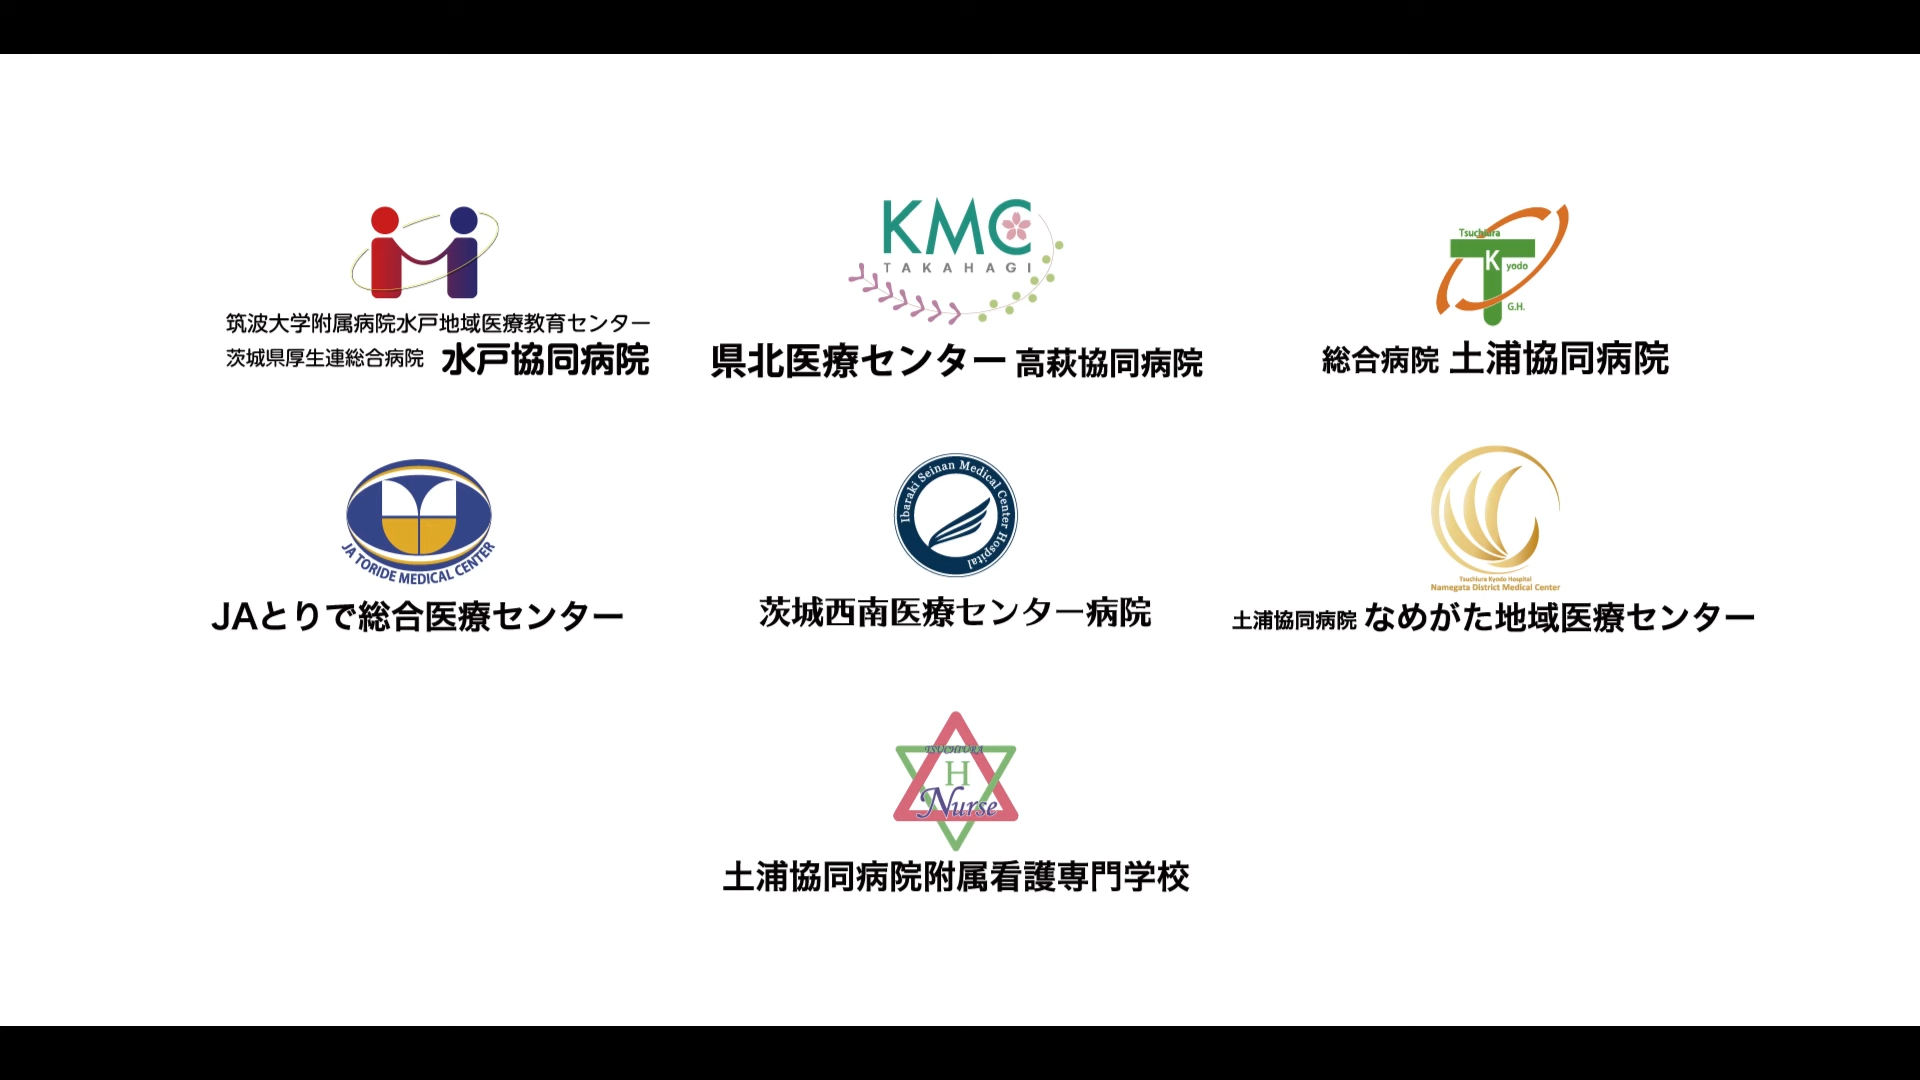 筑波大学附属病院水戸地域医療教育センター
茨城県厚生連総合病院 水戸協同病院
KMC
TAKAHAGI
県北医療センター 高萩協同病院
Tsuchiura
K yodo
T
G.H.
総合病院 土浦協同病院
JA TORIDE MEDICAL CENTER
JAとりで総合医療センター
Ibaraki Seinan Medical Center Hospital
茨城西南医療センター病院
Tsuchiura Kyodo Hospital
Namegata District Medical Center
土浦協同病院 なめがた地域医療センター
TSUCHIURA
H
Nurse
土浦協同病院附属看護専門学校